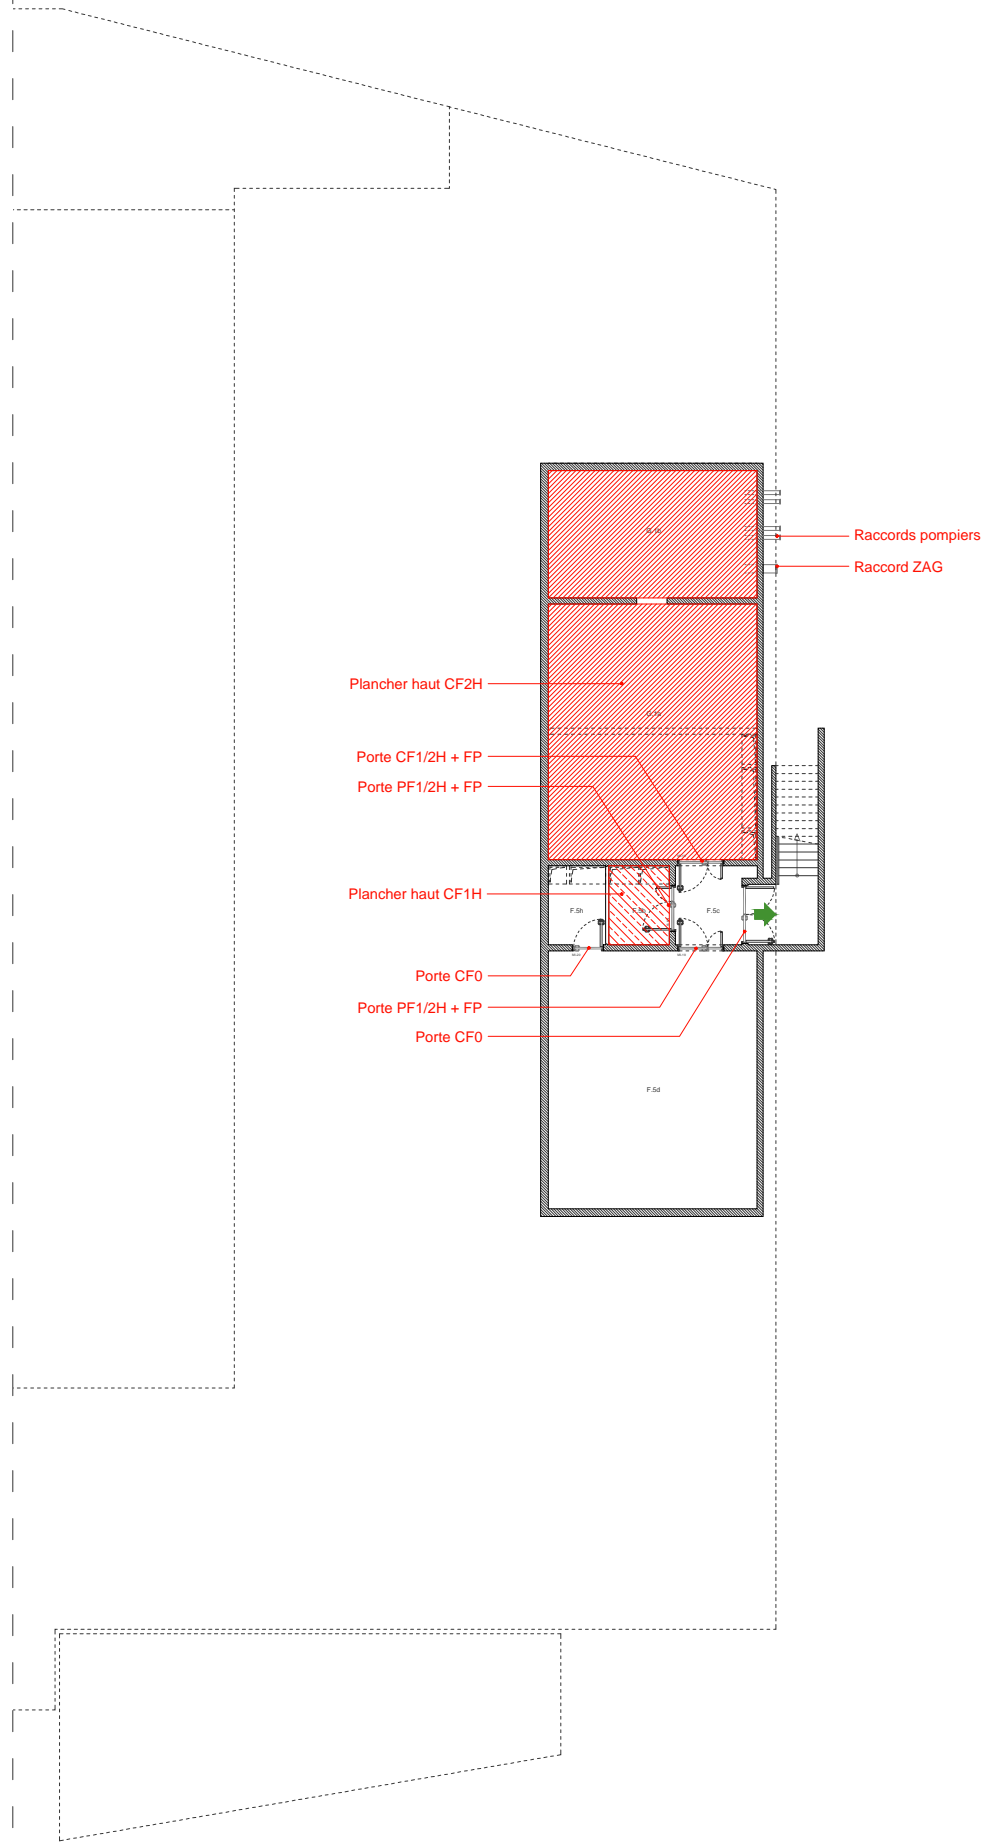 Raccords pompiers
Raccord ZAG
Plancher haut CF2H
Porte CF1/2H + FP
Porte PF1/2H + FP
Plancher haut CF1H
F.5h
F.5c
Porte CF0
Porte PF1/2H + FP
Porte CF0
F.5d